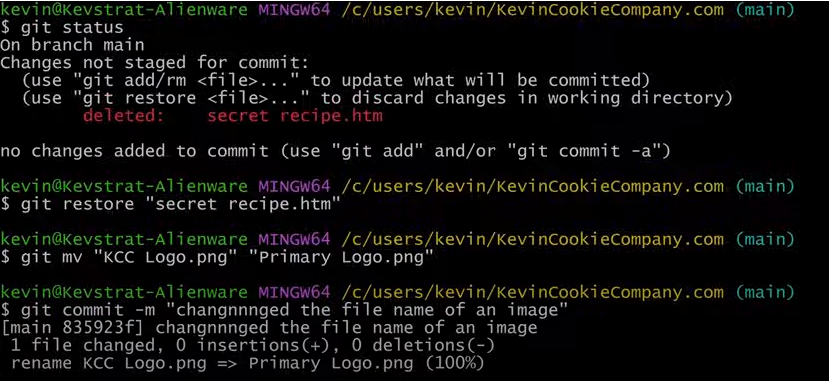 kevin@Kevstrat-Alienware MINGW64 /c/users/kevin/KevinCookieCompany.com (main)
$ git status
On branch main
Changes not staged for commit:
  (use "git add/rm <file>..." to update what will be committed)
  (use "git restore <file>..." to discard changes in working directory)
        deleted:    secret recipe.htm

no changes added to commit (use "git add" and/or "git commit -a")

kevin@Kevstrat-Alienware MINGW64 /c/users/kevin/KevinCookieCompany.com (main)
$ git restore "secret recipe.htm"

kevin@Kevstrat-Alienware MINGW64 /c/users/kevin/KevinCookieCompany.com (main)
$ git mv "KCC Logo.png" "Primary Logo.png"

kevin@Kevstrat-Alienware MINGW64 /c/users/kevin/KevinCookieCompany.com (main)
$ git commit -m "changnnnged the file name of an image"
[main 835923f] changnnnged the file name of an image
 1 file changed, 0 insertions(+), 0 deletions(-)
 rename KCC Logo.png => Primary Logo.png (100%)